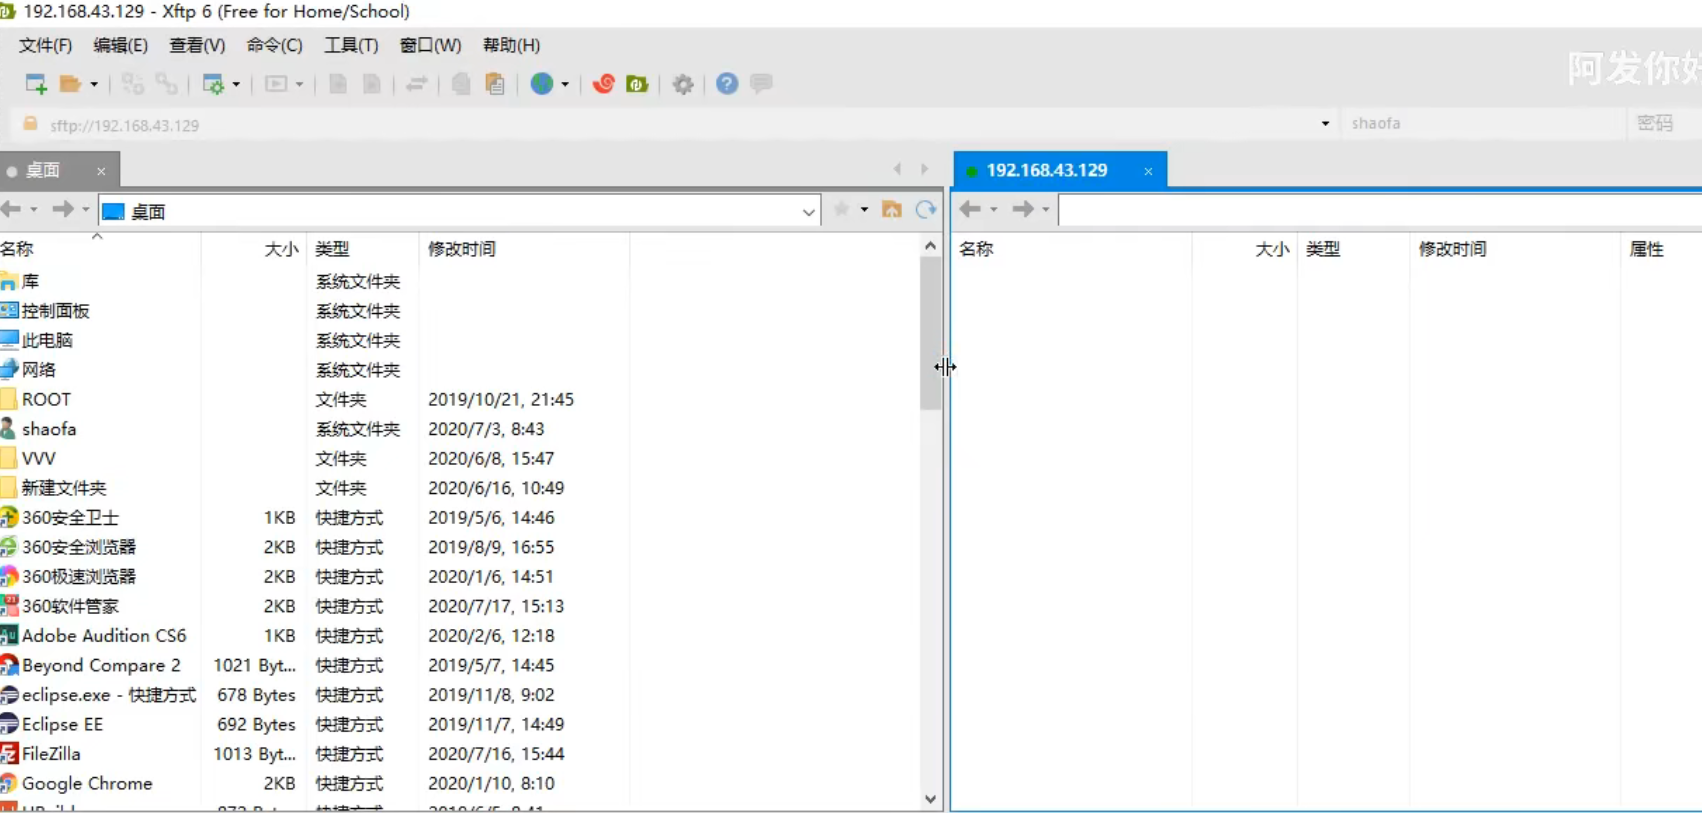 192.168.43.129 - Xftp 6 (Free for Home/School)
文件(F) 编辑(E) 查看(V) 命令(C) 工具(T) 窗口(W) 帮助(H)
阿发你好
sftp://192.168.43.129 shaofa 密码
桌面 192.168.43.129
桌面
名称 大小 类型 修改时间 名称 大小 类型 修改时间 属性
库 系统文件夹
控制面板 系统文件夹
此电脑 系统文件夹
网络 系统文件夹
ROOT 文件夹 2019/10/21, 21:45
shaofa 系统文件夹 2020/7/3, 8:43
VVV 文件夹 2020/6/8, 15:47
新建文件夹 文件夹 2020/6/16, 10:49
360安全卫士 1KB 快捷方式 2019/5/6, 14:46
360安全浏览器 2KB 快捷方式 2019/8/9, 16:55
360极速浏览器 2KB 快捷方式 2020/1/6, 14:51
360软件管家 2KB 快捷方式 2020/7/17, 15:13
Adobe Audition CS6 1KB 快捷方式 2020/2/6, 12:18
Beyond Compare 2 1021 Byt... 快捷方式 2019/5/7, 14:45
eclipse.exe - 快捷方式 678 Bytes 快捷方式 2019/11/8, 9:02
Eclipse EE 692 Bytes 快捷方式 2019/11/7, 14:49
FileZilla 1013 Byt... 快捷方式 2020/7/16, 15:44
Google Chrome 2KB 快捷方式 2020/1/10, 8:10